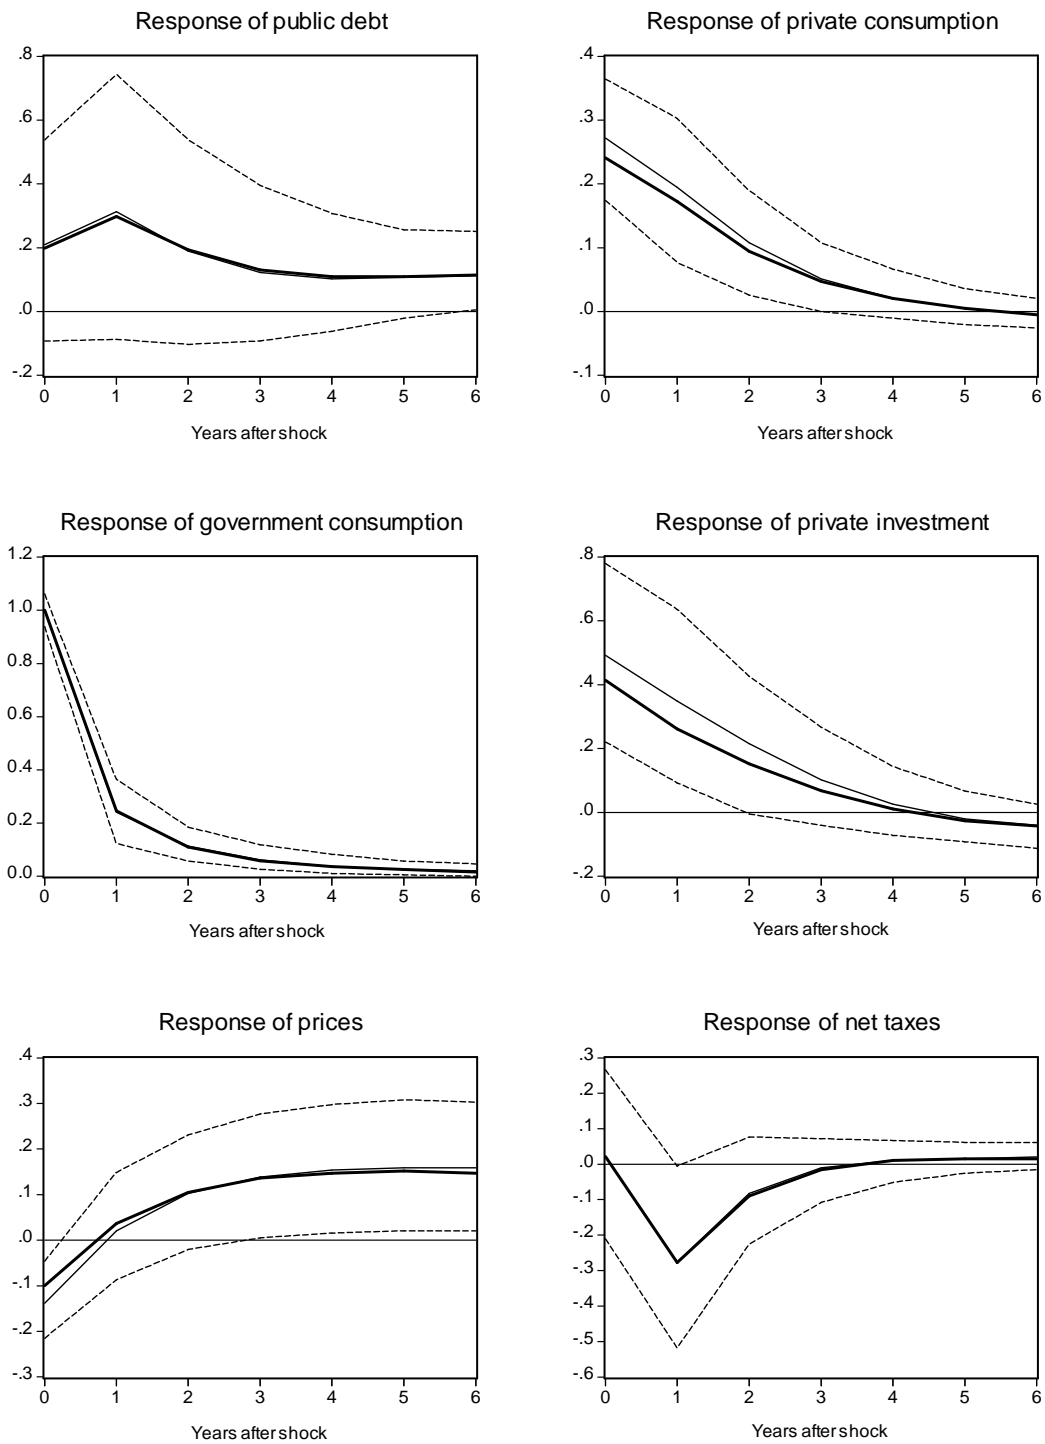 Response of public debt
.8
.6
.4
.2
.0
-.2
0 1 2 3 4 5 6
Years after shock
Response of private consumption
.4
.3
.2
.1
.0
-.1
0 1 2 3 4 5 6
Years after shock
Response of government consumption
1.2
1.0
0.8
0.6
0.4
0.2
0.0
0 1 2 3 4 5 6
Years after shock
Response of private investment
.8
.6
.4
.2
.0
-.2
0 1 2 3 4 5 6
Years after shock
Response of prices
.4
.3
.2
.1
.0
-.1
-.2
-.3
0 1 2 3 4 5 6
Years after shock
Response of net taxes
.3
.2
.1
.0
-.1
-.2
-.3
-.4
-.5
-.6
0 1 2 3 4 5 6
Years after shock